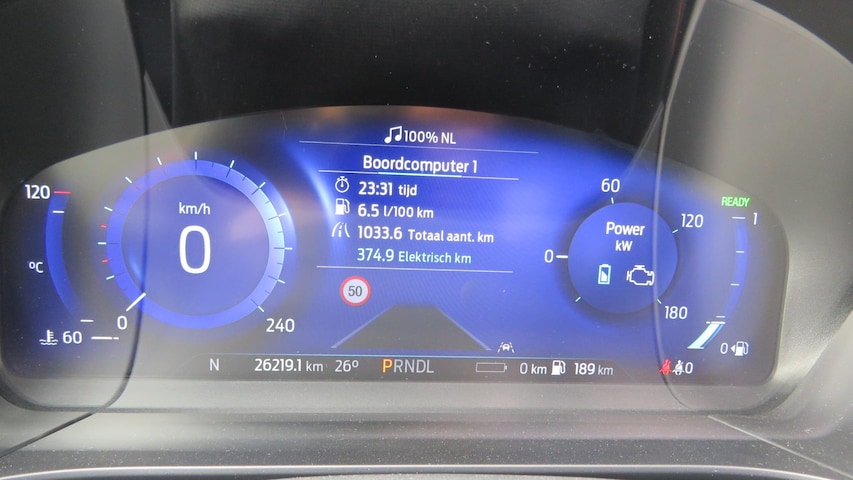 100% NL
Boordcomputer 1
23:31 tijd
6.5 l/100 km
1033.6 Totaal aant. km
374.9 Elektrisch km
50
120
°C
60
km/h
0
0
240
60
Power
kW
0
120
180
READY
1
0
N 26219.1 km 26° PRNDL 0 km 189 km
0